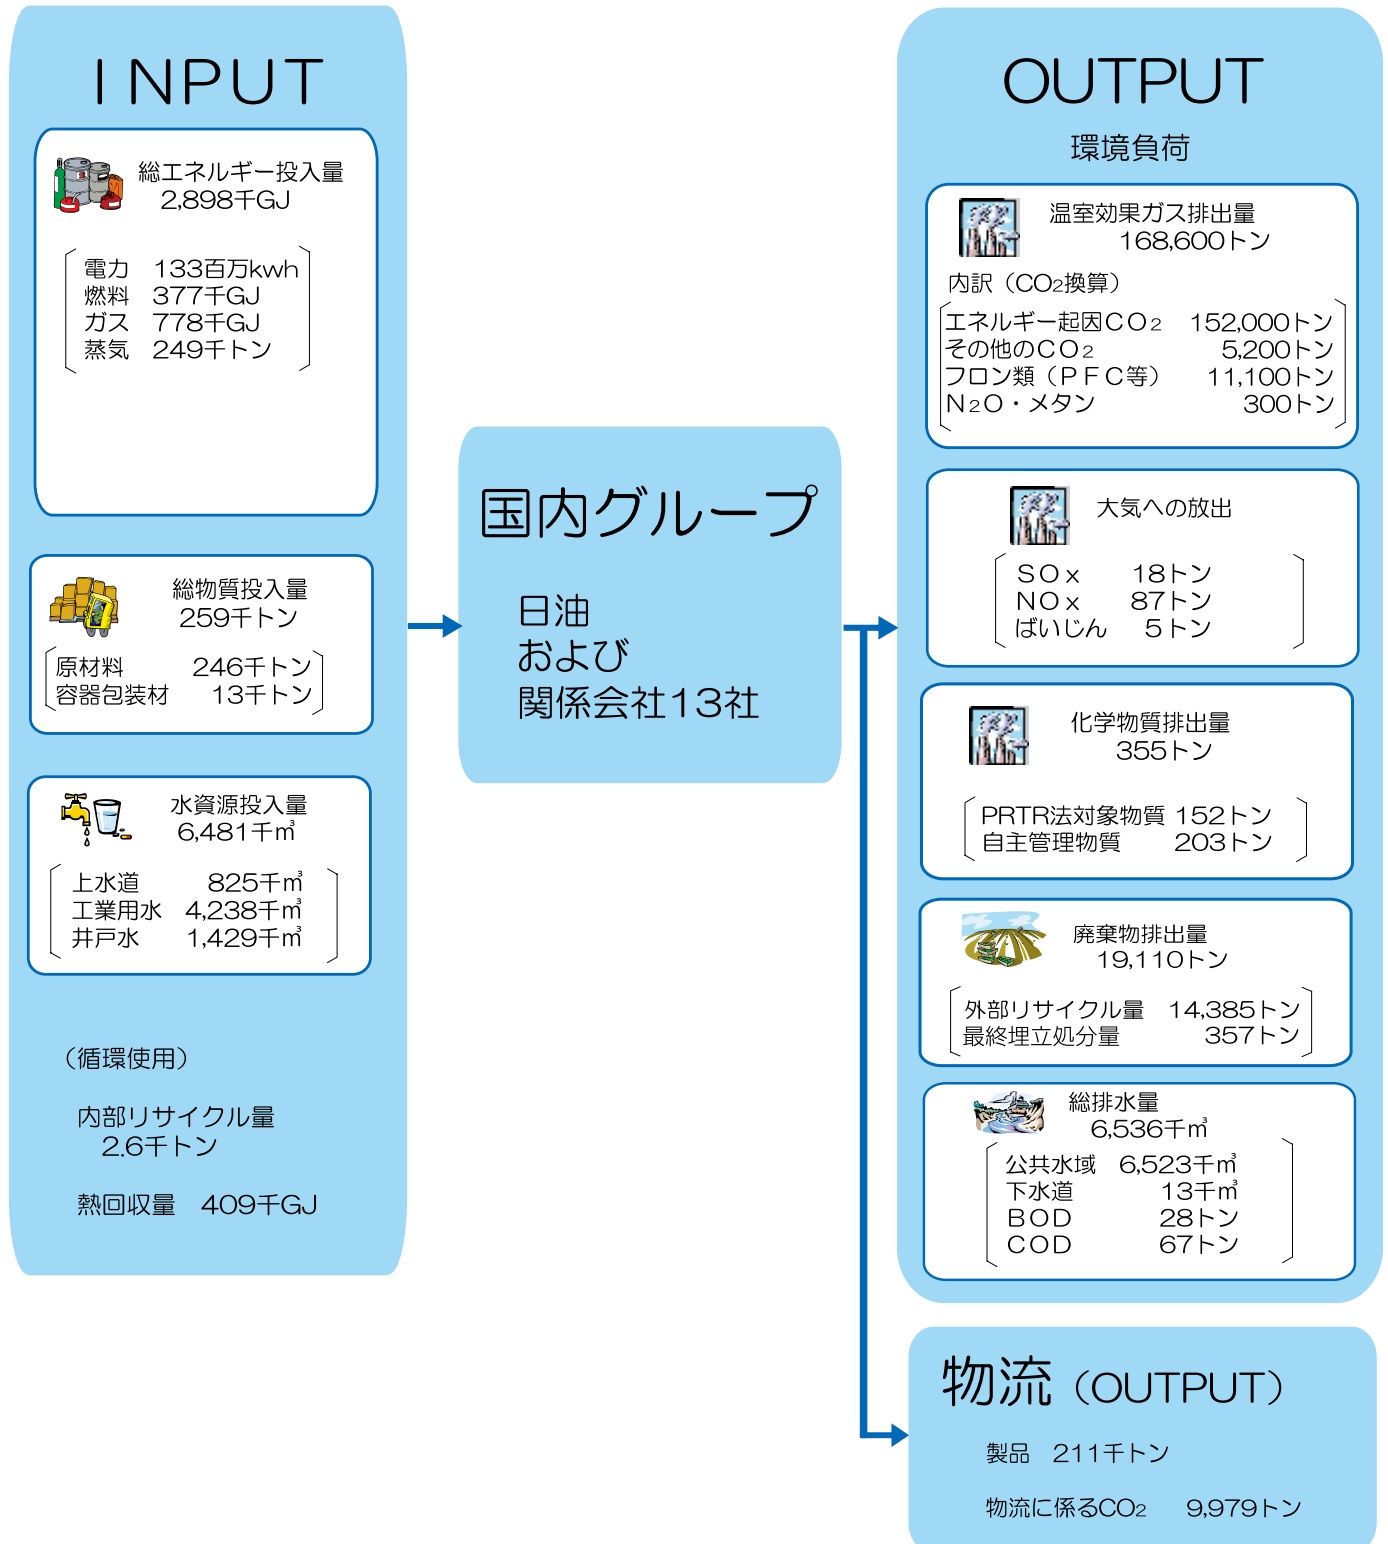 INPUT
総エネルギー投入量
2,898千GJ
電力 133百万kwh
燃料 377千GJ
ガス 778千GJ
蒸気 249千トン
総物質投入量
259千トン
原材料 246千トン
容器包装材 13千トン
水資源投入量
6,481千㎥
上水道 825千㎥
工業用水 4,238千㎥
井戸水 1,429千㎥
（循環使用）
内部リサイクル量
2.6千トン
熱回収量 409千GJ
国内グループ
日油
および
関係会社13社
OUTPUT
環境負荷
温室効果ガス排出量
168,600トン
内訳（CO2換算）
エネルギー起因CO2 152,000トン
その他のCO2 5,200トン
フロン類（PFC等） 11,100トン
N2O・メタン 300トン
大気への放出
SOx 18トン
NOx 87トン
ばいじん 5トン
化学物質排出量
355トン
PRTR法対象物質 152トン
自主管理物質 203トン
廃棄物排出量
19,110トン
外部リサイクル量 14,385トン
最終埋立処分量 357トン
総排水量
6,536千㎥
公共水域 6,523千㎥
下水道 13千㎥
BOD 28トン
COD 67トン
物流（OUTPUT）
製品 211千トン
物流に係るCO2 9,979トン